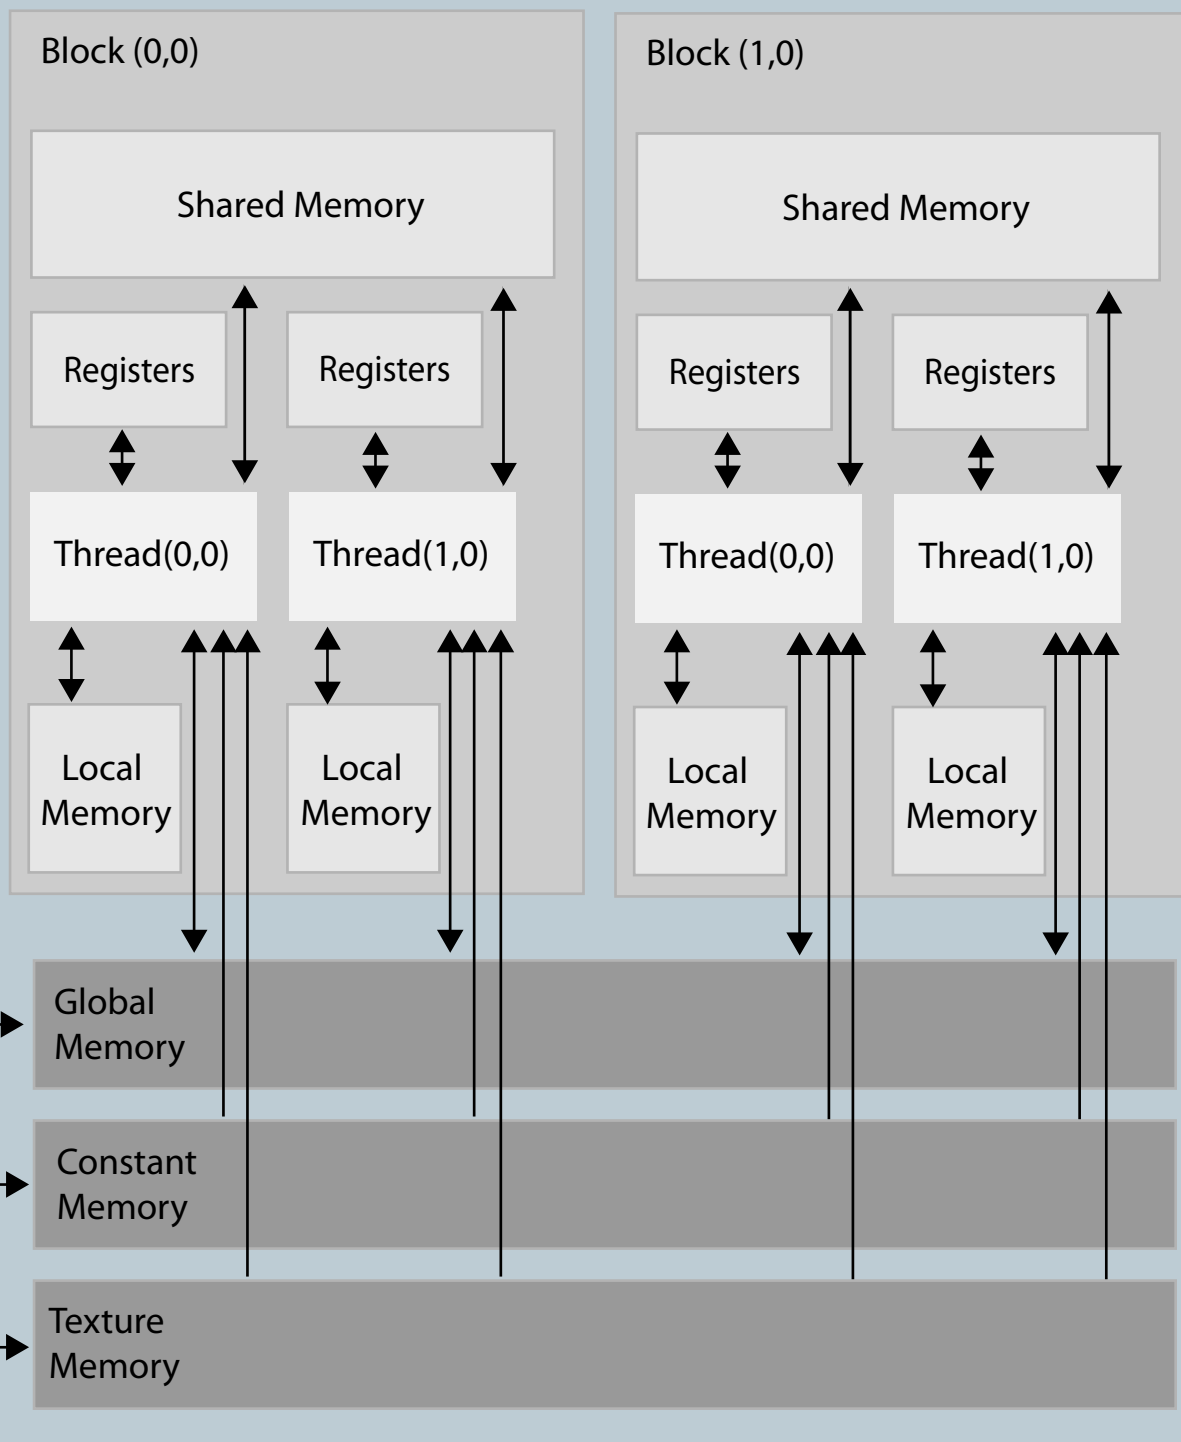 Block (0,0)
Shared Memory
Registers
Registers
Thread(0,0)
Thread(1,0)
Local
Memory
Local
Memory
Block (1,0)
Shared Memory
Registers
Registers
Thread(0,0)
Thread(1,0)
Local
Memory
Local
Memory
Global
Memory
Constant
Memory
Texture
Memory